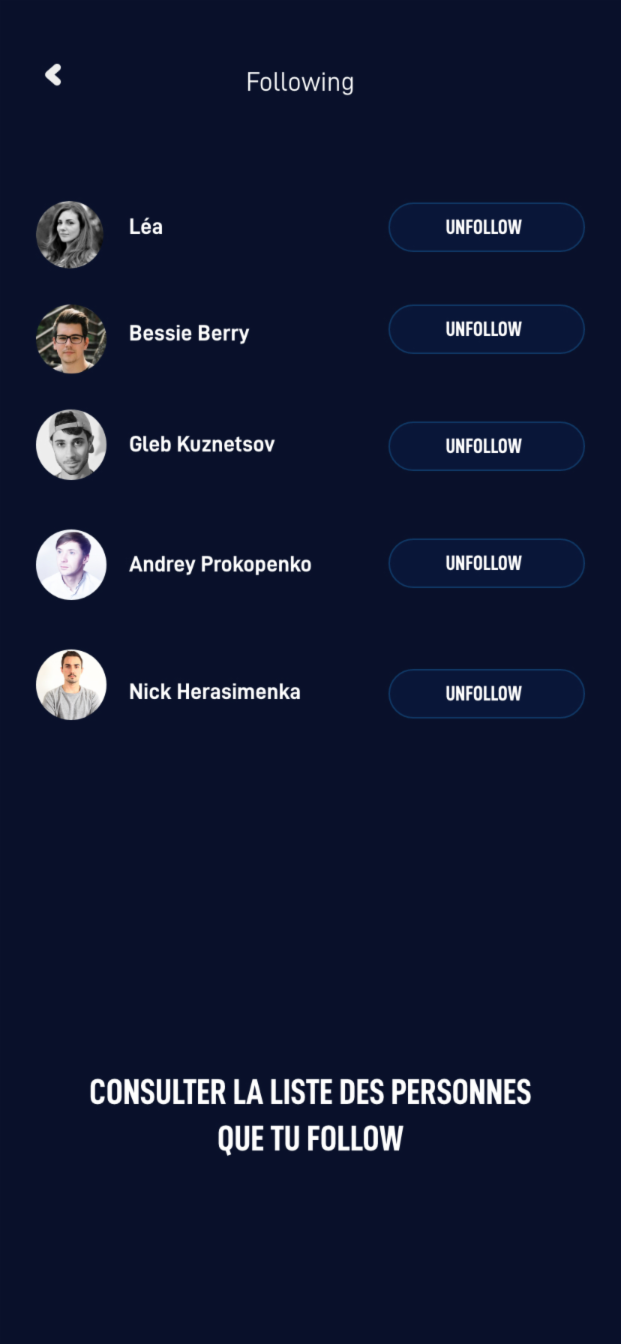 Following
Léa
UNFOLLOW
Bessie Berry
UNFOLLOW
Gleb Kuznetsov
UNFOLLOW
Andrey Prokopenko
UNFOLLOW
Nick Herasimenka
UNFOLLOW
CONSULTER LA LISTE DES PERSONNES
QUE TU FOLLOW